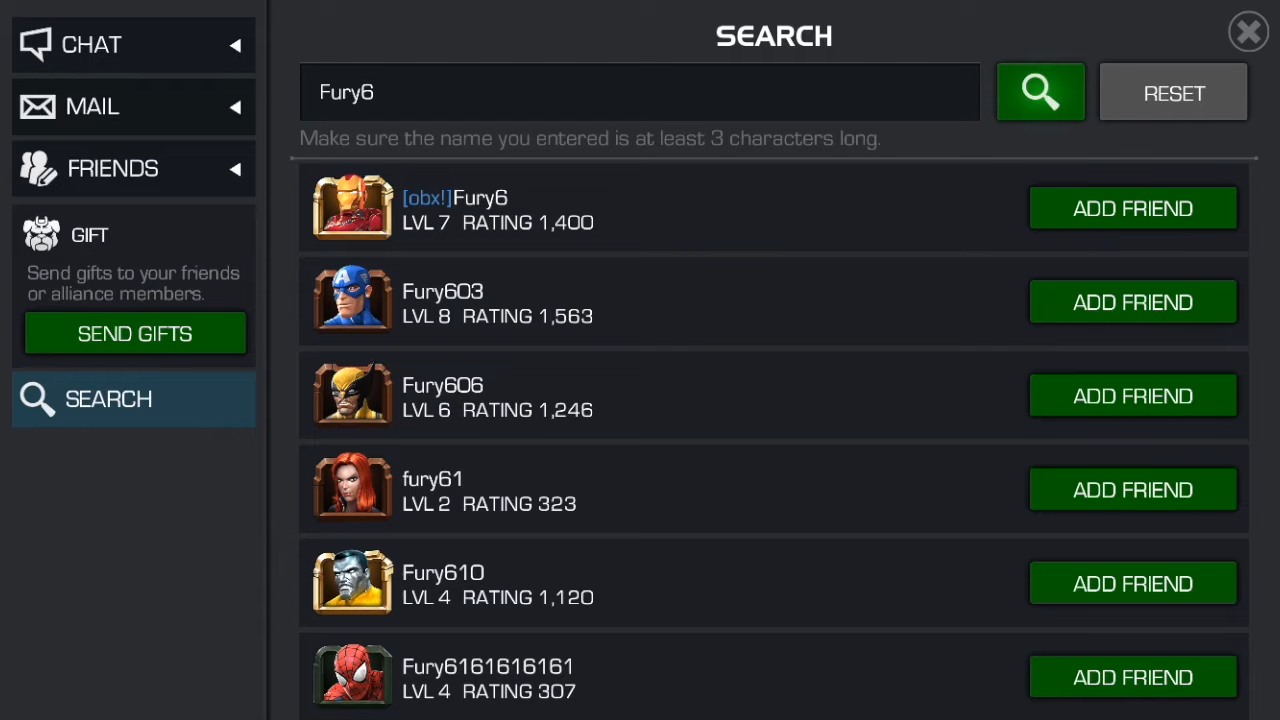 CHAT
MAIL
FRIENDS
GIFT
Send gifts to your friends
or alliance members.
SEND GIFTS
SEARCH
SEARCH
Fury6
RESET
Make sure the name you entered is at least 3 characters long.
[obx!]Fury6
LVL 7 RATING 1,400
ADD FRIEND
Fury603
LVL 8 RATING 1,563
ADD FRIEND
Fury606
LVL 6 RATING 1,246
ADD FRIEND
fury61
LVL 2 RATING 323
ADD FRIEND
Fury610
LVL 4 RATING 1,120
ADD FRIEND
Fury6161616161
LVL 4 RATING 307
ADD FRIEND